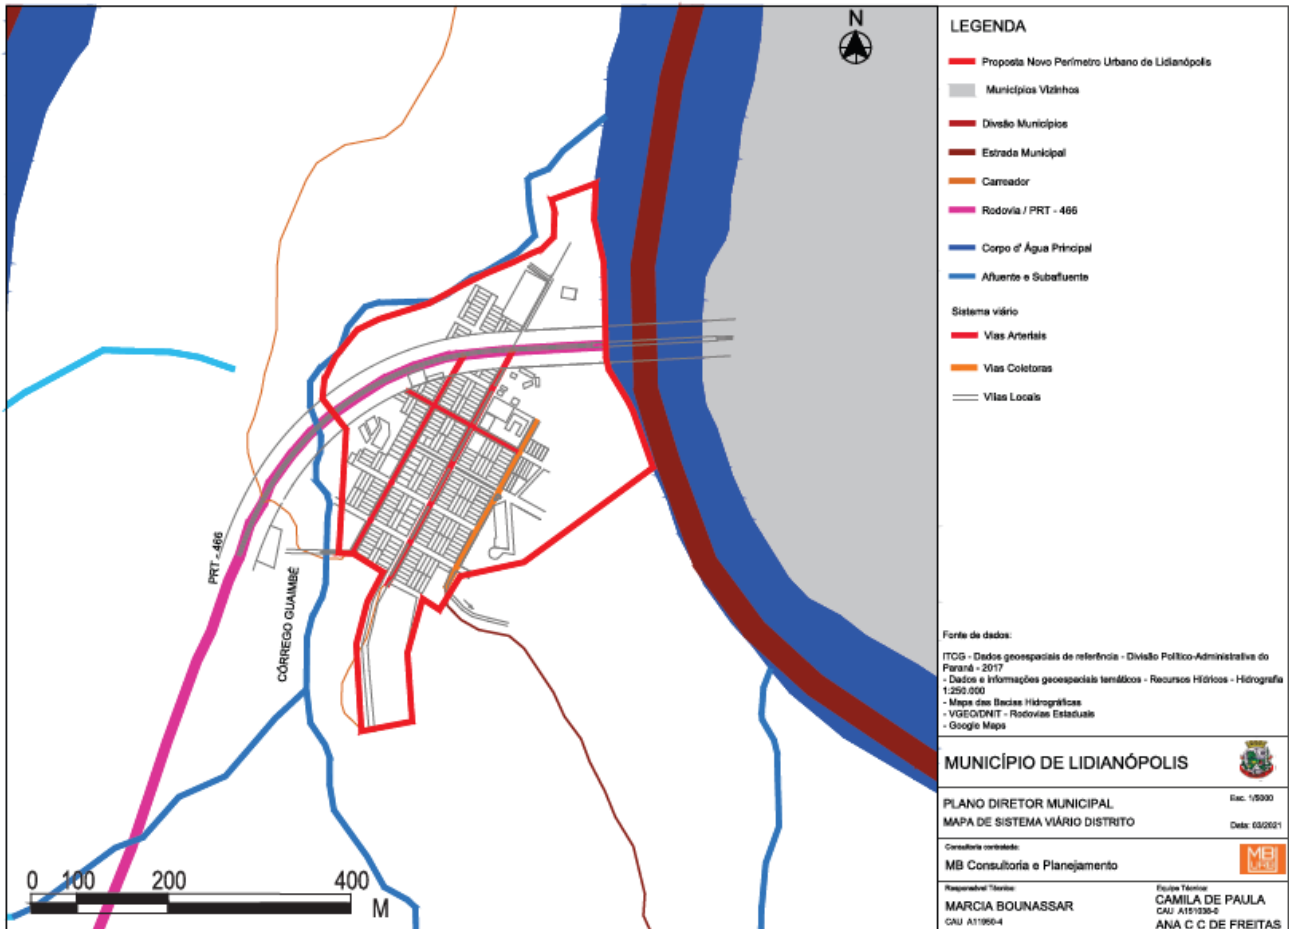 N
PRT - 466
CÓRREGO GUAIMBÉ
0 100 200 400
M
LEGENDA
Proposta Novo Perímetro Urbano de Lidianópolis
Municípios Vizinhos
Divsão Municípios
Estrada Municipal
Carreador
Rodovia / PRT - 466
Corpo d' Água Principal
Afluente e Subafluente
Sistema viário
Vias Arteriais
Vias Coletoras
Vilas Locais
Fonte de dados:
ITCG - Dados geoespaciais de referência - Divisão Político-Administrativa do
Paraná - 2017
- Dados e informações geoespaciais temáticos - Recursos Hídricos - Hidrografia
1:250.000
- Mapa das Bacias Hidrográficas
- VGEO/DNIT - Rodovias Estaduais
- Google Maps
MUNICÍPIO DE LIDIANÓPOLIS
PLANO DIRETOR MUNICIPAL
Esc. 1/5000
MAPA DE SISTEMA VIÁRIO DISTRITO
Data: 03/2021
Consultoria contratada:
MB Consultoria e Planejamento
MB
URB
Responsável Técnico:
MARCIA BOUNASSAR
CAU A11950-4
Equipe Técnica:
CAMILA DE PAULA
CAU
ANA C C DE FREITAS